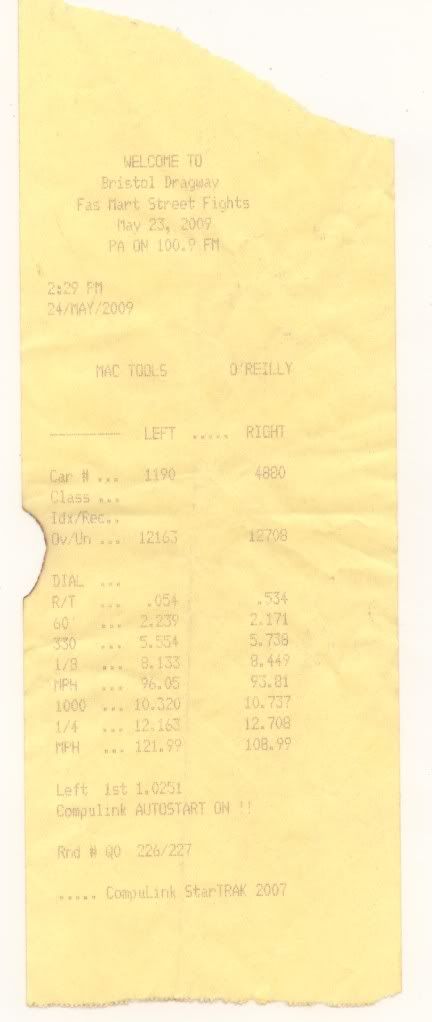 WELCOME TO
Bristol Dragway
Fas Mart Street Fights
May 23, 2009
PA ON 100.9 FM
2:29 PM
24/MAY/2009
MAC TOOLS O'REILLY
---------- LEFT ..... RIGHT
Car # ... 1190 4880
Class ...
Idx/Rec..
Ov/Un ... 12163 12708
DIAL ...
R/T ... .054 .534
60' ... 2.239 2.171
330 ... 5.554 5.738
1/8 ... 8.133 8.449
MPH ... 96.05 93.81
1000 ... 10.320 10.737
1/4 ... 12.163 12.708
MPH ... 121.99 108.99
Left 1st 1.0251
Compulink AUTOSTART ON !!
Rnd # Q0 226/227
..... CompuLink StarTRAK 2007